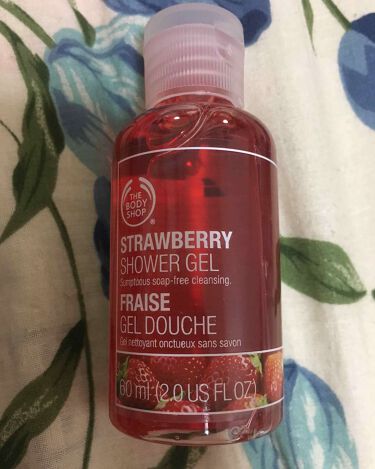 THE
BODY
SHOP
®
STRAWBERRY
SHOWER GEL
Sumptuous soap-free cleansing.
FRAISE
GEL DOUCHE
Gel nettoyant onctueux sans savon
60 ml (2.0 US FL OZ)